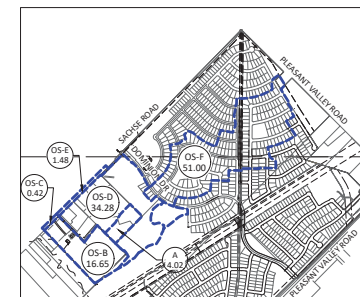 PLEASANT VALLEY ROAD
SACHSE ROAD
OS-E
1.48
OS-C
0.42
OS-F
51.00
OS-D
34.28
OS-B
16.65
A
4.02
PLEASANT VALLEY ROAD